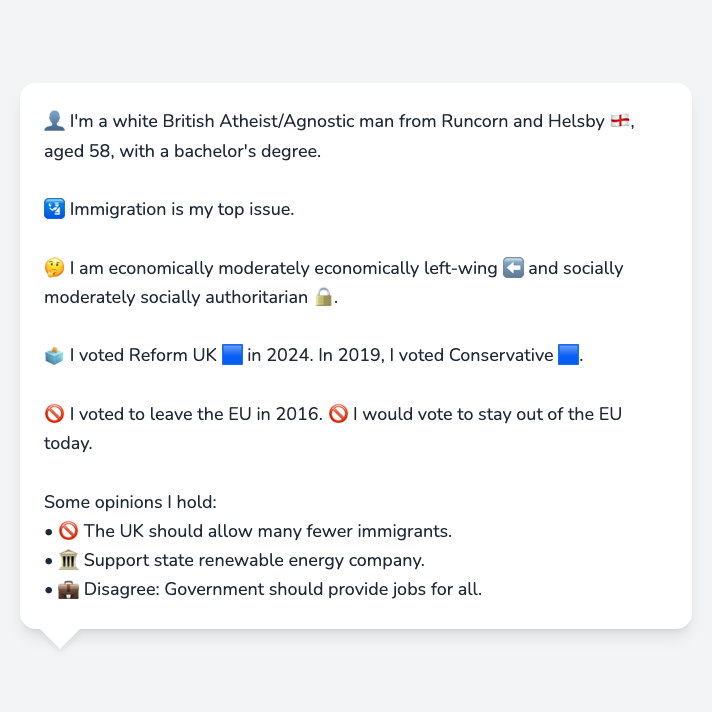 👤 I'm a white British Atheist/Agnostic man from Runcorn and Helsby 🏴󠁧󠁢󠁥󠁮󠁧󠁿,
aged 58, with a bachelor's degree.
🛂 Immigration is my top issue.
🤔 I am economically moderately economically left-wing ⬅️ and socially
moderately socially authoritarian 🔒.
🗳️ I voted Reform UK 🟦 in 2024. In 2019, I voted Conservative 🟦.
🚫 I voted to leave the EU in 2016. 🚫 I would vote to stay out of the EU
today.
Some opinions I hold:
• 🚫 The UK should allow many fewer immigrants.
• 🏛️ Support state renewable energy company.
• 💼 Disagree: Government should provide jobs for all.